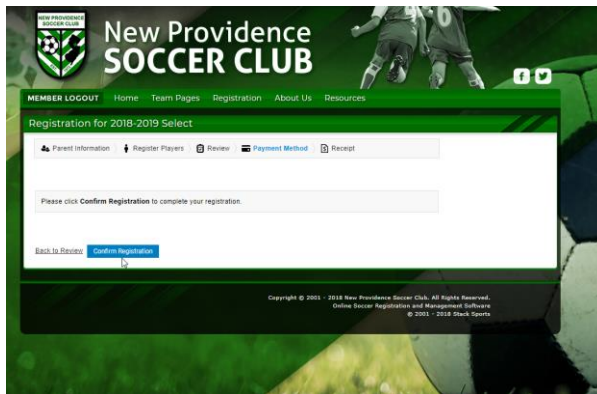 NEW PROVIDENCE
SOCCER CLUB
New Providence
SOCCER CLUB
MEMBER LOGOUT Home Team Pages Registration About Us Resources
Registration for 2018-2019 Select
Parent Information Register Players Review Payment Method Receipt
Please click Confirm Registration to complete your registration.
Back to Review Confirm Registration
Copyright © 2001 - 2018 New Providence Soccer Club. All Rights Reserved.
Online Soccer Registration and Management Software
© 2001 - 2018 Stack Sports